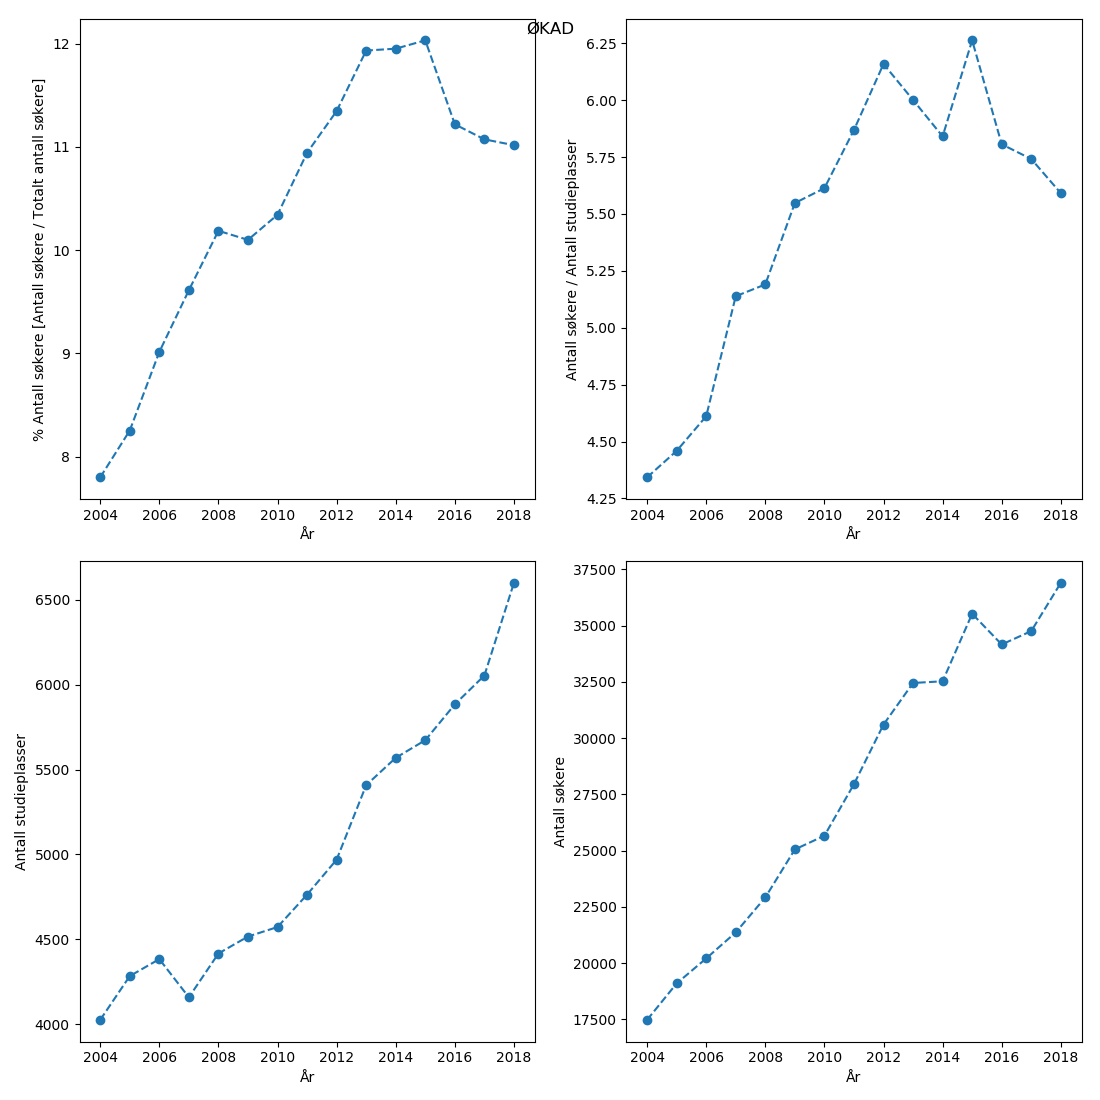 ØKAD
% Antall søkere [Antall søkere / Totalt antall søkere]
12
11
10
9
8
2004 2006 2008 2010 2012 2014 2016 2018
År
Antall søkere / Antall studieplasser
6.25
6.00
5.75
5.50
5.25
5.00
4.75
4.50
4.25
2004 2006 2008 2010 2012 2014 2016 2018
År
Antall studieplasser
6500
6000
5500
5000
4500
4000
2004 2006 2008 2010 2012 2014 2016 2018
År
Antall søkere
37500
35000
32500
30000
27500
25000
22500
20000
17500
2004 2006 2008 2010 2012 2014 2016 2018
År